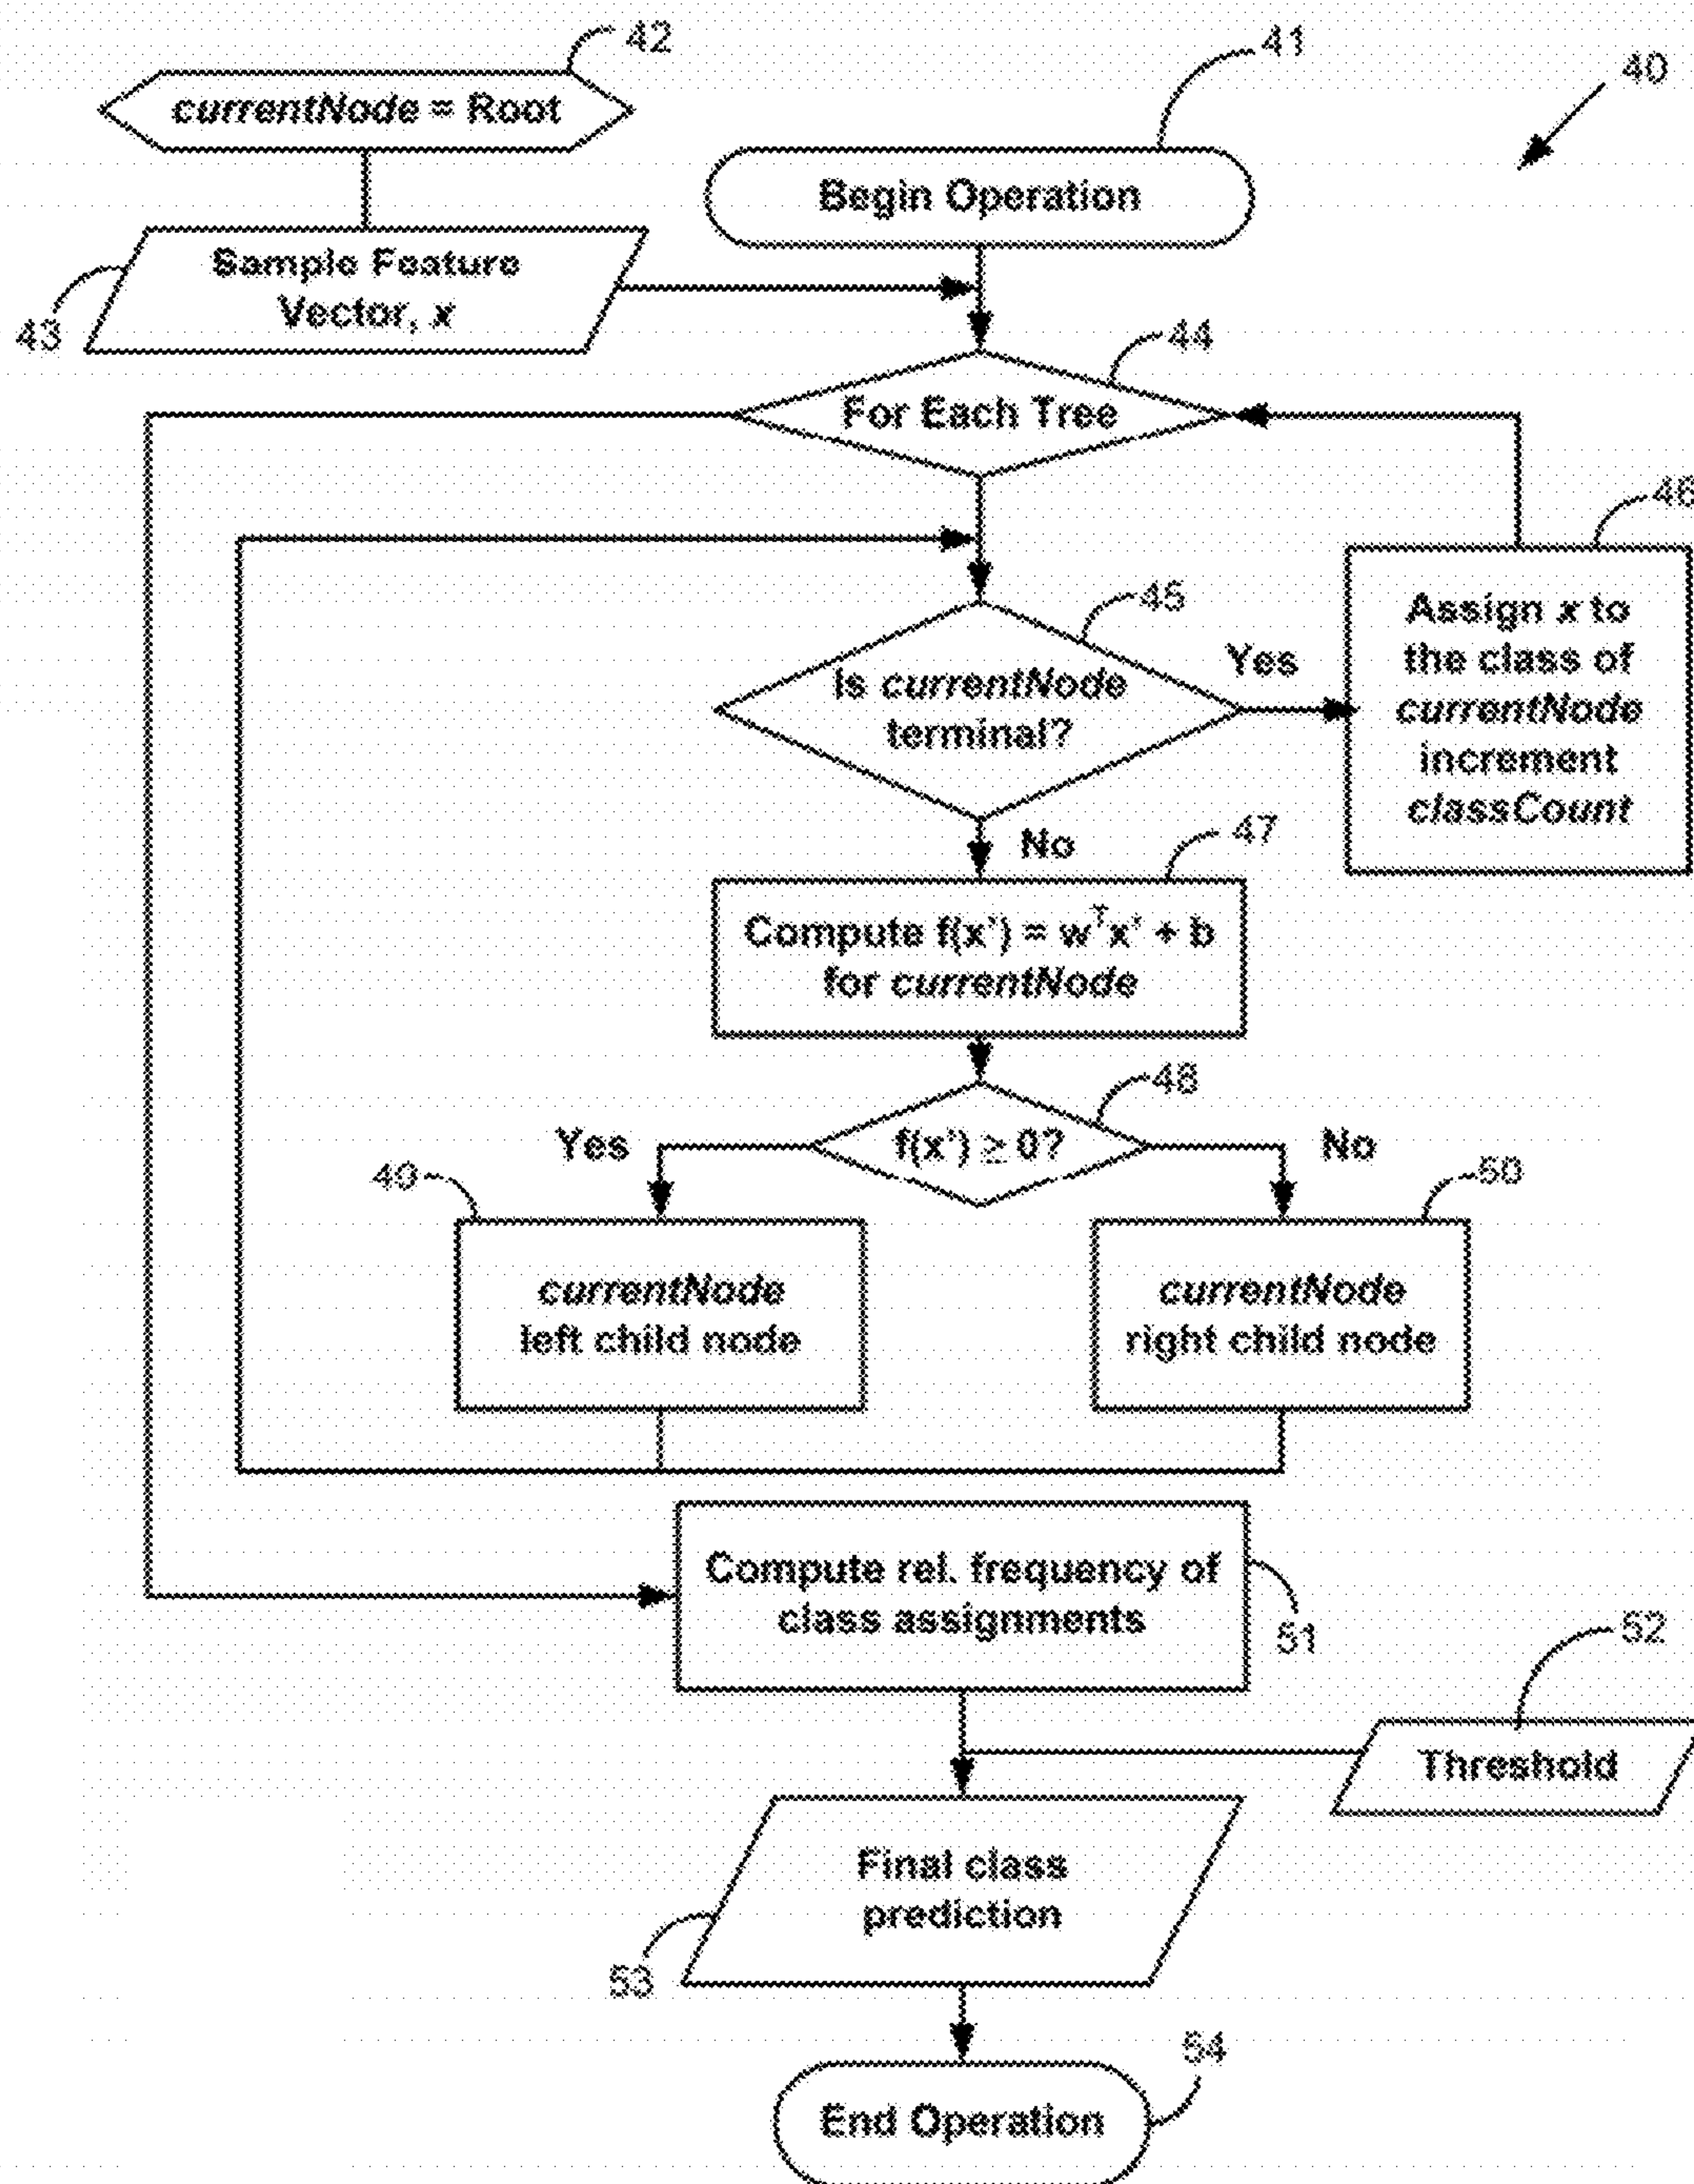 42
41
40
currentNode = Root
Begin Operation
Sample Feature
Vector, x
43
44
For Each Tree
46
45
Assign x to
the class of
currentNode
increment
classCount
Yes
Is currentNode
terminal?
No
47
Compute f(x') = wᵀx' + b
for currentNode
48
Yes
f(x') ≥ 0?
No
49
50
currentNode
left child node
currentNode
right child node
Compute rel. frequency of
class assignments
51
52
Threshold
Final class
prediction
53
54
End Operation